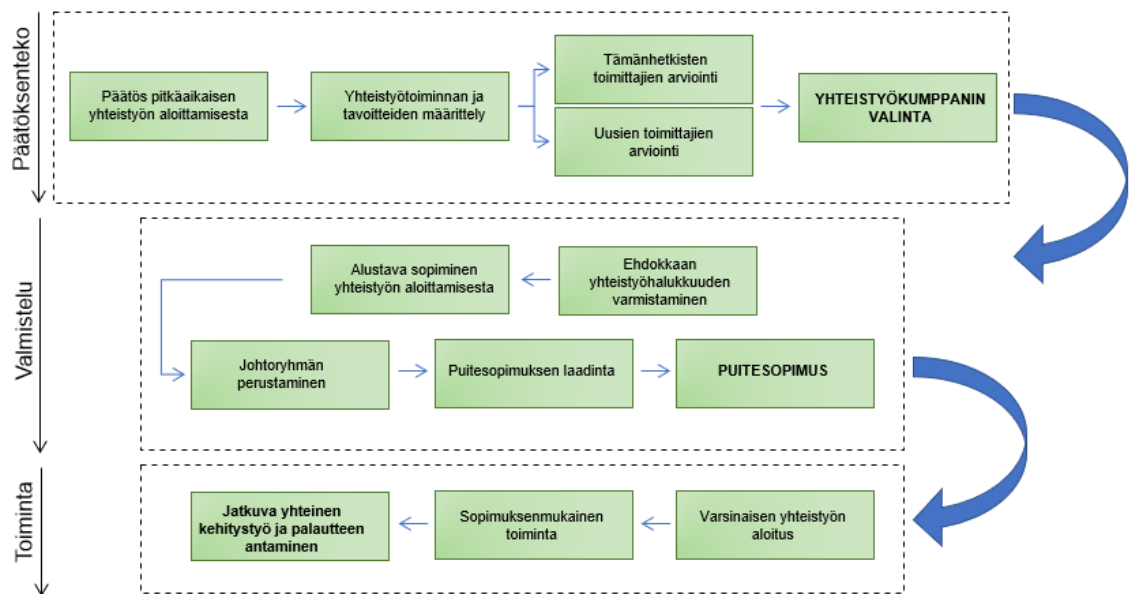 Päätöksenteko
Päätös pitkäaikaisen
yhteistyön aloittamisesta
Yhteistyötoiminnan ja
tavoitteiden määrittely
Tämänhetkisten
toimittajien arviointi
Uusien toimittajien
arviointi
YHTEISTYÖKUMPPANIN
VALINTA
Valmistelu
Ehdokkaan
yhteistyöhalukkuuden
varmistaminen
Alustava sopiminen
yhteistyön aloittamisesta
Johtoryhmän
perustaminen
Puitesopimuksen laadinta
PUITESOPIMUS
Toiminta
Varsinaisen yhteistyön
aloitus
Sopimuksenmukainen
toiminta
Jatkuva yhteinen
kehitystyö ja palautteen
antaminen